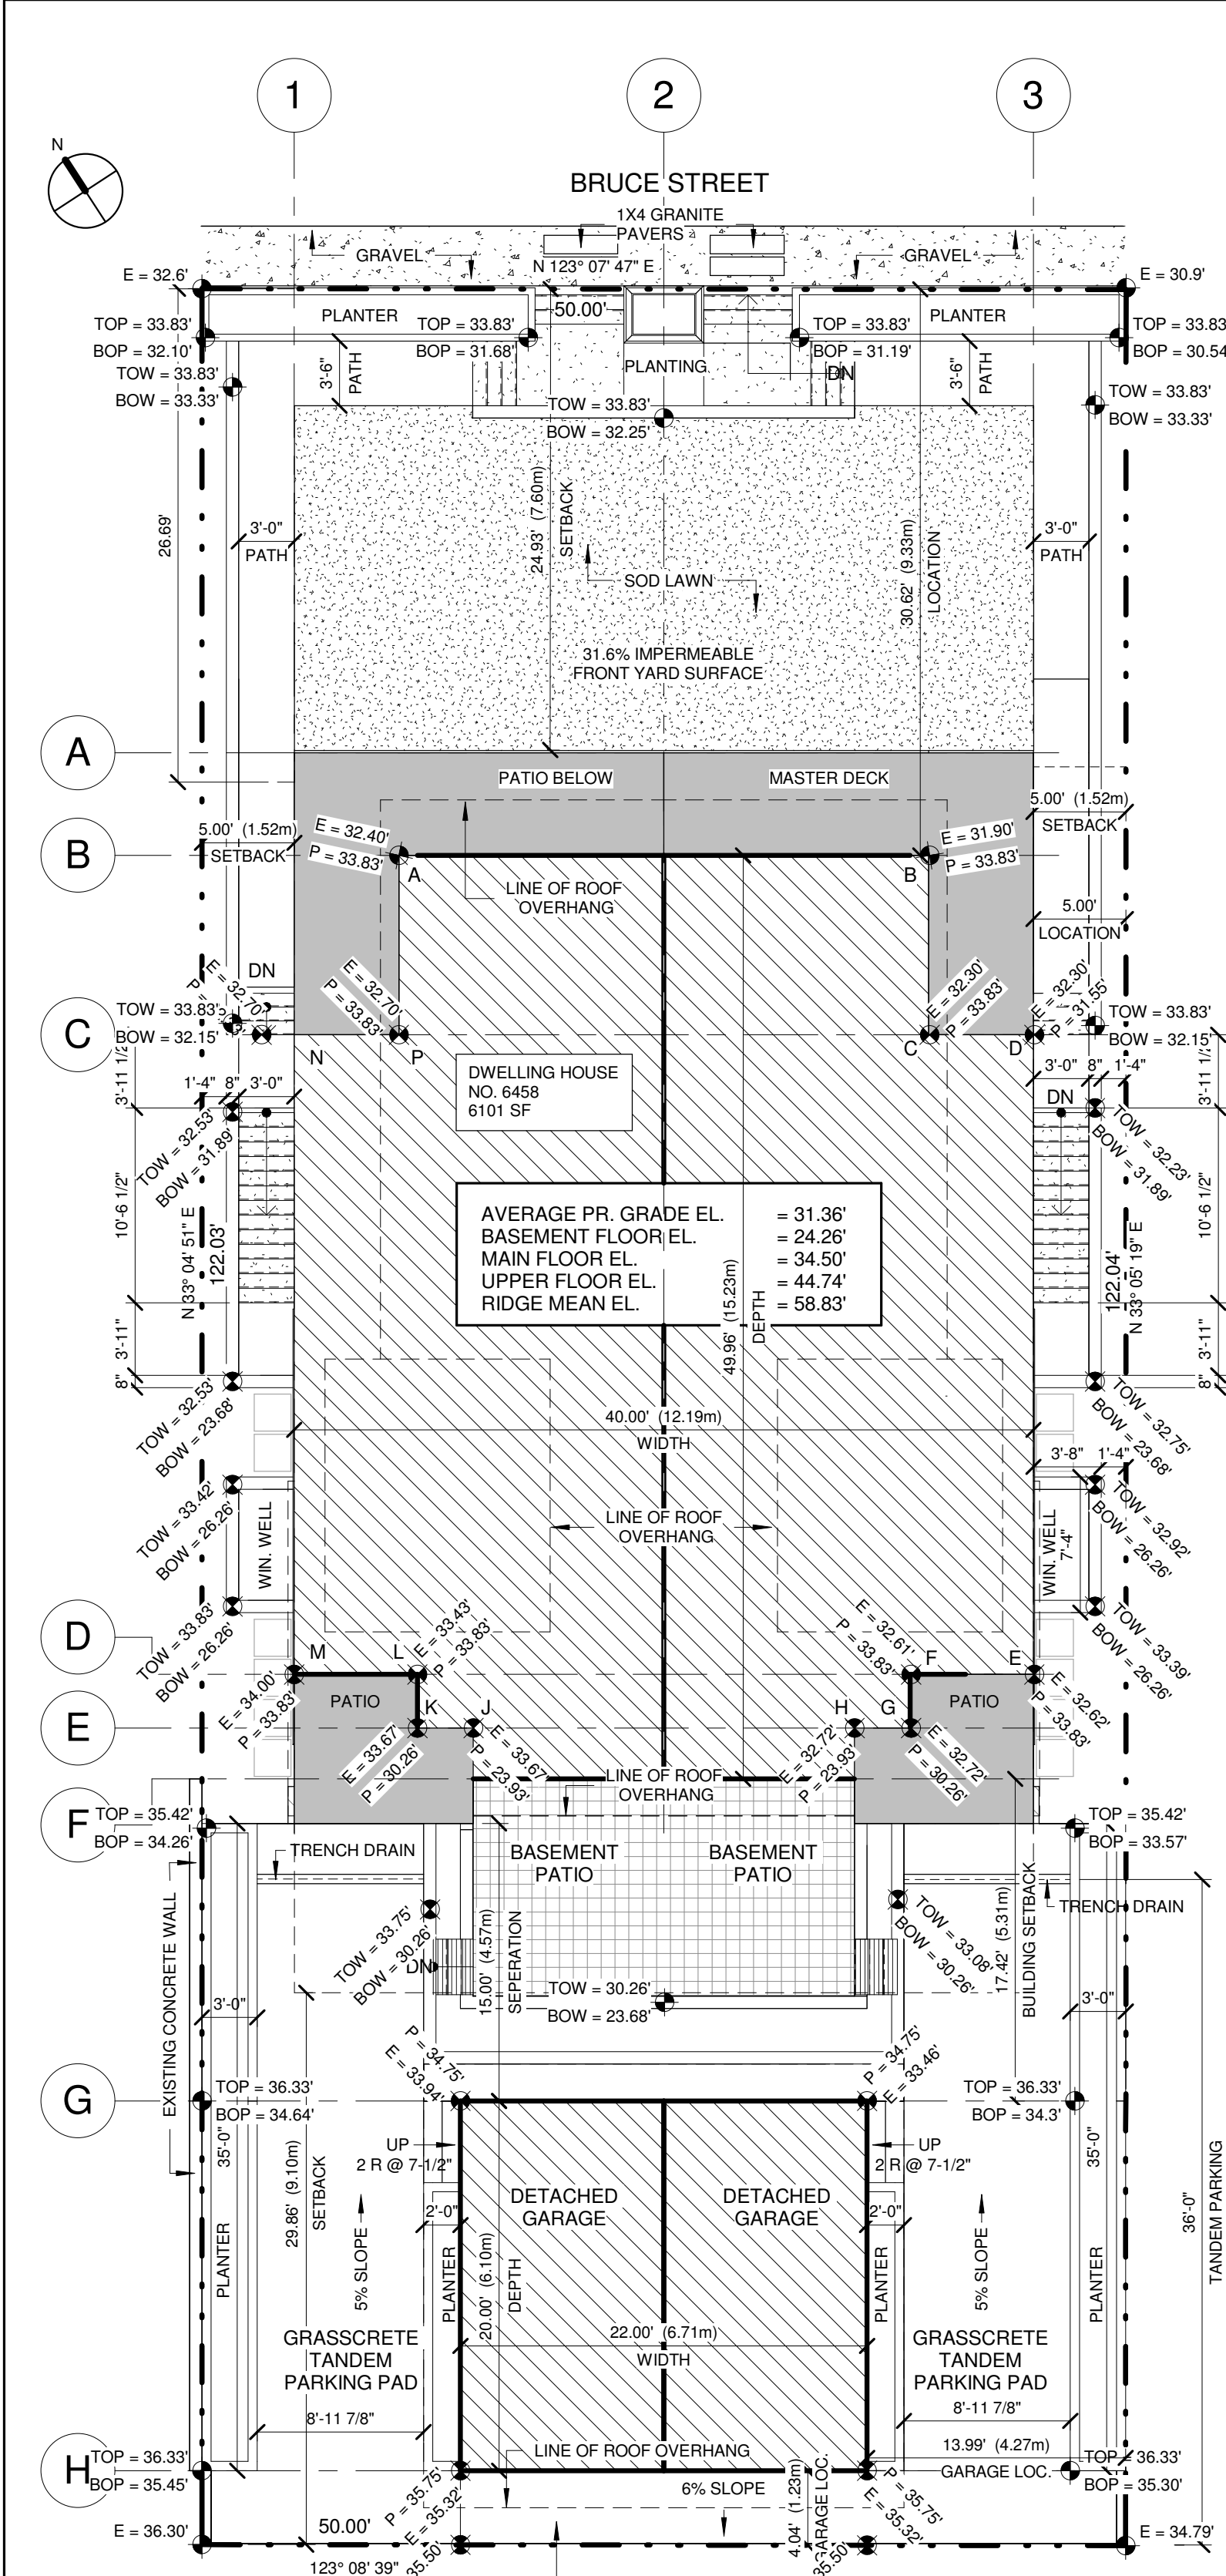 1
2
3
N
BRUCE STREET
1X4 GRANITE
PAVERS
GRAVEL
GRAVEL
N 123° 07' 47" E
E = 32.6'
E = 30.9'
50.00'
PLANTER
PLANTER
TOP = 33.83'
BOP = 32.10'
TOP = 33.83'
BOP = 31.68'
TOP = 33.83'
BOP = 31.19'
TOP = 33.83
BOP = 30.54
PLANTING
DN
3'-6"
PATH
3'-6"
PATH
TOW = 33.83'
BOW = 33.33'
TOW = 33.83'
BOW = 32.25'
TOW = 33.83'
BOW = 33.33'
26.69'
24.93' (7.60m)
SETBACK
30.62' (9.33m)
LOCATION
3'-0"
PATH
3'-0"
PATH
SOD LAWN
31.6% IMPERMEABLE
FRONT YARD SURFACE
A
PATIO BELOW
MASTER DECK
5.00' (1.52m)
SETBACK
5.00' (1.52m)
SETBACK
B
E = 32.40'
P = 33.83'
A
B
E = 31.90'
P = 33.83'
LINE OF ROOF
OVERHANG
5.00'
LOCATION
DN
E = 32.70'
E = 32.70'
P = 33.83'
E = 32.30'
P = 33.83'
E = 32.30'
P = 31.55'
TOW = 33.83'
BOW = 32.15'
TOW = 33.83'
BOW = 32.15'
C
N
P
C
D
DWELLING HOUSE
NO. 6458
6101 SF
3'-11 1/2"
1'-4"
8"
3'-0"
3'-0"
8"
1'-4"
3'-11 1/2"
DN
TOW = 32.53'
BOW = 31.89'
TOW = 32.23'
BOW = 31.89'
10'-6 1/2"
10'-6 1/2"
N 33° 04' 51" E
122.03'
122.04'
N 33° 05' 19" E
AVERAGE PR. GRADE EL. = 31.36'
BASEMENT FLOOR EL. = 24.26'
MAIN FLOOR EL. = 34.50'
UPPER FLOOR EL. = 44.74'
RIDGE MEAN EL. = 58.83'
49.96' (15.23m)
DEPTH
3'-11"
8"
3'-11"
8"
TOW = 32.53'
BOW = 23.68'
TOW = 32.75'
BOW = 23.68'
40.00' (12.19m)
WIDTH
3'-8"
1'-4"
TOW = 33.42'
BOW = 26.26'
TOW = 32.92'
BOW = 26.26'
WIN. WELL
LINE OF ROOF
OVERHANG
WIN. WELL
7'-4"
TOW = 33.83'
BOW = 26.26'
TOW = 33.39'
BOW = 26.26'
D
M
L
E = 33.43'
P = 33.83'
E = 32.61'
P = 33.83'
F
E
E = 34.00'
P = 33.83'
PATIO
PATIO
E = 32.62'
P = 33.83'
E
K
J
H
G
E = 33.67'
P = 30.26'
E = 33.67'
P = 23.93'
E = 32.72'
P = 23.93'
E = 32.72'
P = 30.26'
LINE OF ROOF
OVERHANG
F
TOP = 35.42'
BOP = 34.26'
TOP = 35.42'
BOP = 33.57'
TRENCH DRAIN
BASEMENT
PATIO
BASEMENT
PATIO
TRENCH DRAIN
EXISTING CONCRETE WALL
TOW = 33.75'
BOW = 30.26'
TOW = 33.08'
BOW = 30.26'
DN
15.00' (4.57m)
SEPERATION
17.42' (5.31m)
BUILDING SETBACK
TOW = 30.26'
BOW = 23.68'
3'-0"
3'-0"
P = 34.75'
E = 33.94'
P = 34.75'
E = 33.46'
G
TOP = 36.33'
BOP = 34.64'
TOP = 36.33'
BOP = 34.3'
35'-0"
35'-0"
UP
2 R @ 7-1/2"
UP
2 R @ 7-1/2"
29.86' (9.10m)
SETBACK
DETACHED
GARAGE
DETACHED
GARAGE
2'-0"
2'-0"
36'-0"
TANDEM PARKING
PLANTER
5% SLOPE
PLANTER
20.00' (6.10m)
DEPTH
PLANTER
5% SLOPE
PLANTER
22.00' (6.71m)
WIDTH
GRASSCRETE
TANDEM
PARKING PAD
GRASSCRETE
TANDEM
PARKING PAD
8'-11 7/8"
8'-11 7/8"
LINE OF ROOF OVERHANG
13.99' (4.27m)
GARAGE LOC.
H
TOP = 36.33'
BOP = 35.45'
TOP = 36.33'
BOP = 35.30'
6% SLOPE
4.04' (1.23m)
GARAGE LOC.
P = 35.75'
E = 35.32'
P = 35.75'
E = 35.32'
E = 36.30'
50.00'
E = 34.79'
123° 08' 39"
35.50'
35.50'